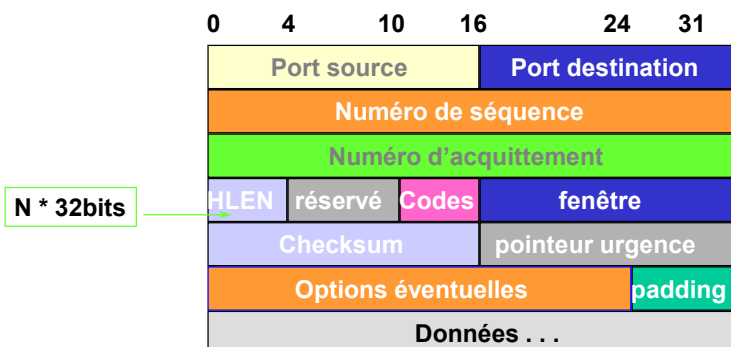 0 4 10 16 24 31
Port source Port destination
Numéro de séquence
Numéro d'acquittement
N * 32bits HLEN réservé Codes fenêtre
Checksum pointeur urgence
Options éventuelles padding
Données . . .